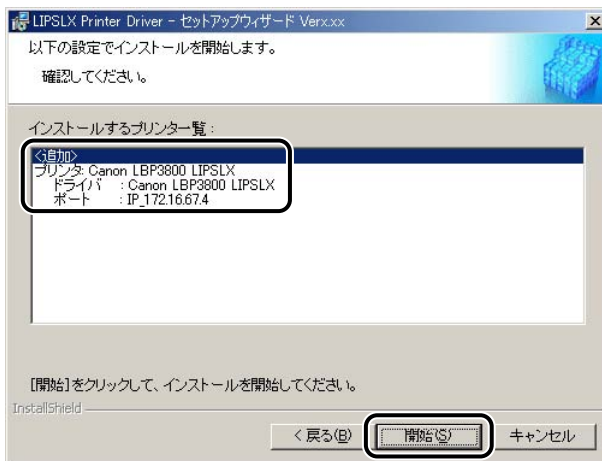 LIPSLX Printer Driver - セットアップウィザード Verx.xx
以下の設定でインストールを開始します。
確認してください。
インストールするプリンター覧:
<追加>
プリンタ: Canon LBP3800 LIPSLX
ドライバ : Canon LBP3800 LIPSLX
ポート : IP_172.16.67.4
[開始]をクリックして、インストールを開始してください。
InstallShield
< 戻る(B) 開始(S) キャンセル